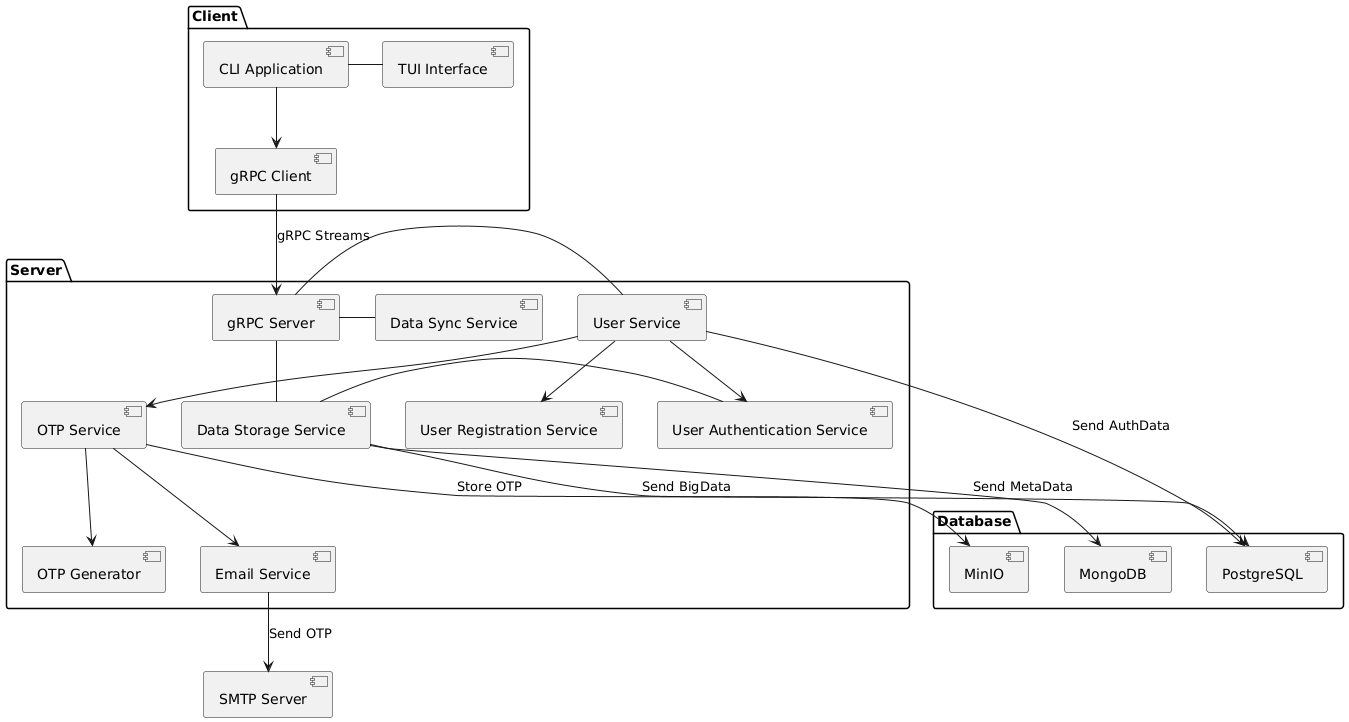 Client
CLI Application
TUI Interface
gRPC Client
gRPC Streams
Server
gRPC Server
Data Sync Service
User Service
OTP Service
Data Storage Service
User Registration Service
User Authentication Service
Send AuthData
Store OTP
Send BigData
Send MetaData
Database
OTP Generator
Email Service
MinIO
MongoDB
PostgreSQL
Send OTP
SMTP Server